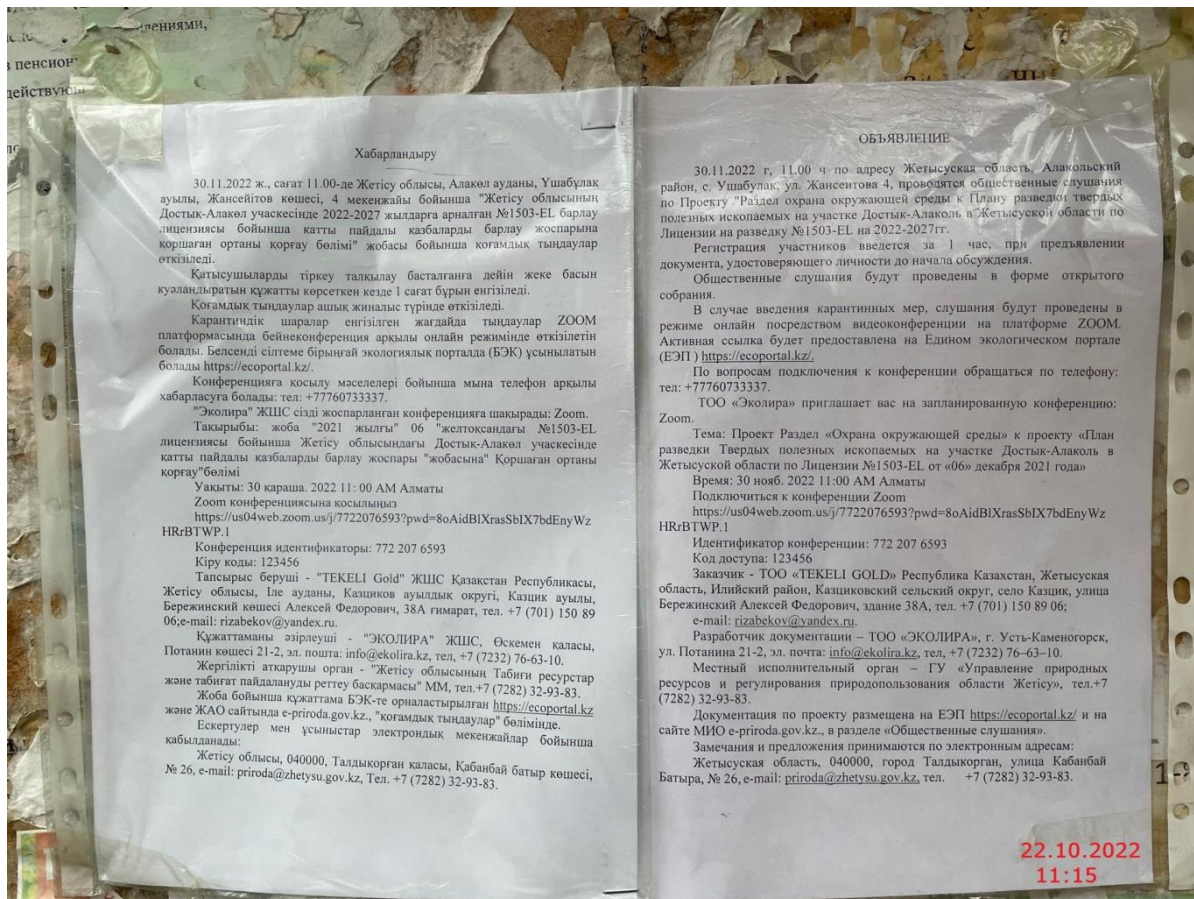 лениями,
в пенсион
действующ
Хабарландыру
30.11.2022 ж., сағат 11.00-де Жетісу облысы, Алакөл ауданы, Үшабұлақ
ауылы, Жансейітов көшесі, 4 мекенжайы бойынша "Жетісу облысының
Достык-Алакөл учаскесінде 2022-2027 жылдарға арналған №1503-EL барлау
лицензиясы бойынша қатты пайдалы қазбаларды барлау жоспарына
қоршаған ортаны қорғау бөлімі" жобасы бойынша қоғамдық тыңдаулар
өткізіледі.
Қатысушыларды тіркеу талқылау басталғанға дейін жеке басын
куәландыратын құжатты көрсеткен кезде 1 сағат бұрын енгізіледі.
Қоғамдық тыңдаулар ашық жиналыс түрінде өткізіледі.
Карантиндік шаралар енгізілген жағдайда тыңдаулар ZOOM
платформасында бейнеконференция арқылы онлайн режимінде өткізілетін
болады. Белсенді сілтеме бірыңғай экологиялық порталда (БЭК) ұсынылатын
болады https://ecoportal.kz/.
Конференцияға қосылу мәселелері бойынша мына телефон арқылы
хабарласуға болады: тел: +77760733337.
"Эколира" ЖШС сізді жоспарланған конференцияға шақырады: Zoom.
Тақырыбы: жоба "2021 жылғы" 06 "желтоқсандағы №1503-EL
лицензиясы бойынша Жетісу облысындағы Достык-Алакөл учаскесінде
қатты пайдалы қазбаларды барлау жоспары "жобасына" Қоршаған ортаны
қорғау"бөлімі
Уақыты: 30 қараша. 2022 11: 00 AM Алматы
Zoom конференциясына қосылыңыз
https://us04web.zoom.us/j/7722076593?pwd=8oAidBlXrasSbIX7bdEnyWz
HRrBTWP.1
Конференция идентификаторы: 772 207 6593
Кіру коды: 123456
Тапсырыс беруші - "TEKELI Gold" ЖШС Қазақстан Республикасы,
Жетісу облысы, Іле ауданы, Казциков ауылдық округі, Казцик ауылы,
Бережинский көшесі Алексей Федорович, 38А ғимарат, тел. +7 (701) 150 89
06;e-mail: rizabekov@yandex.ru.
Құжаттаманы әзірлеуші - "ЭКОЛИРА" ЖШС, Өскемен қаласы,
Потанин көшесі 21-2, эл. пошта: info@ekolira.kz, тел, +7 (7232) 76-63-10.
Жергілікті атқарушы орган - "Жетісу облысының Табиғи ресурстар
және табиғат пайдалануды реттеу басқармасы" ММ, тел.+7 (7282) 32-93-83.
Жоба бойынша құжаттама БЭК-те орналастырылған https://ecoportal.kz
және ЖАО сайтында e-priroda.gov.kz., "қоғамдық тыңдаулар" бөлімінде.
Ескертулер мен ұсыныстар электрондық мекенжайлар бойынша
қабылданады:
Жетісу облысы, 040000, Талдықорған қаласы, Қабанбай батыр көшесі,
№ 26, e-mail: priroda@zhetysu.gov.kz, Тел. +7 (7282) 32-93-83.
ОБЪЯВЛЕНИЕ
30.11.2022 г, 11.00 ч по адресу Жетысуская область, Алакольский
район, с. Ушабулак, ул. Жансеитова 4, проводятся общественные слушания
по Проекту "Раздел охрана окружающей среды к Плану разведки твердых
полезных ископаемых на участке Достык-Алаколь в Жетысуской области по
Лицензии на разведку №1503-EL на 2022-2027гг.
Регистрация участников введется за 1 час, при предъявлении
документа, удостоверяющего личности до начала обсуждения.
Общественные слушания будут проведены в форме открытого
собрания.
В случае введения карантинных мер, слушания будут проведены в
режиме онлайн посредством видеоконференции на платформе ZOOM.
Активная ссылка будет предоставлена на Едином экологическом портале
(ЕЭП ) https://ecoportal.kz/.
По вопросам подключения к конференции обращаться по телефону:
тел: +77760733337.
ТОО «Эколира» приглашает вас на запланированную конференцию:
Zoom.
Тема: Проект Раздел «Охрана окружающей среды» к проекту «План
разведки Твердых полезных ископаемых на участке Достык-Алаколь в
Жетысуской области по Лицензии №1503-EL от «06» декабря 2021 года»
Время: 30 нояб. 2022 11:00 AM Алматы
Подключиться к конференции Zoom
https://us04web.zoom.us/j/7722076593?pwd=8oAidBlXrasSbIX7bdEnyWz
HRrBTWP.1
Идентификатор конференции: 772 207 6593
Код доступа: 123456
Заказчик - ТОО «TEKELI GOLD» Республика Казахстан, Жетысуская
область, Илийский район, Казциковский сельский округ, село Казцик, улица
Бережинский Алексей Федорович, здание 38А, тел. +7 (701) 150 89 06;
e-mail: rizabekov@yandex.ru.
Разработчик документации – ТОО «ЭКОЛИРА», г. Усть-Каменогорск,
ул. Потанина 21-2, эл. почта: info@ekolira.kz, тел, +7 (7232) 76–63–10.
Местный исполнительный орган – ГУ «Управление природных
ресурсов и регулирования природопользования области Жетісу», тел.+7
(7282) 32-93-83.
Документация по проекту размещена на ЕЭП https://ecoportal.kz/ и на
сайте МИО e-priroda.gov.kz., в разделе «Общественные слушания».
Замечания и предложения принимаются по электронным адресам:
Жетысуская область, 040000, город Талдыкорган, улица Кабанбай
Батыра, № 26, e-mail: priroda@zhetysu.gov.kz, тел. +7 (7282) 32-93-83.
22.10.2022
11:15